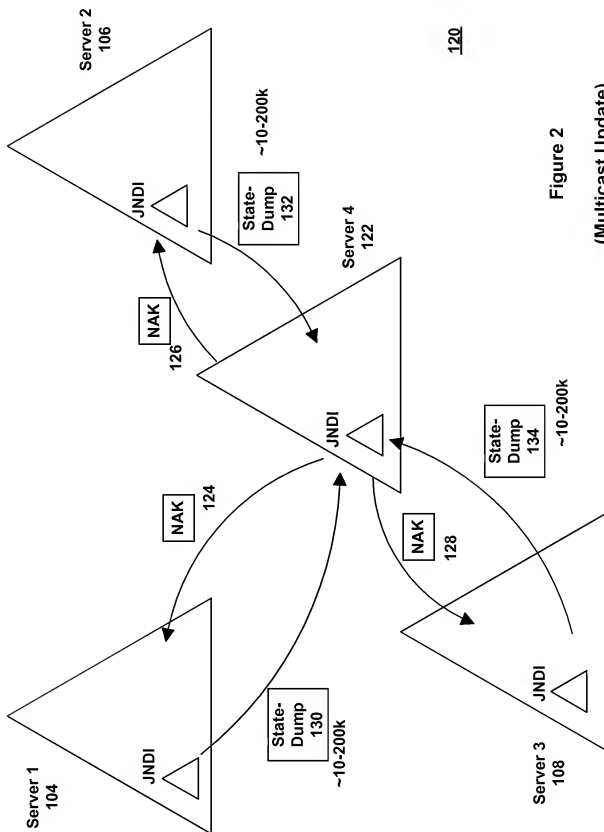 Server 1
104
JNDI
State-
Dump
130
~10-200k
NAK
124
Server 2
106
JNDI
NAK
126
State-
Dump
132
~10-200k
Server 4
122
JNDI
NAK
128
State-
Dump
134
~10-200k
Server 3
108
JNDI
120
Figure 2
(Multicast Update)